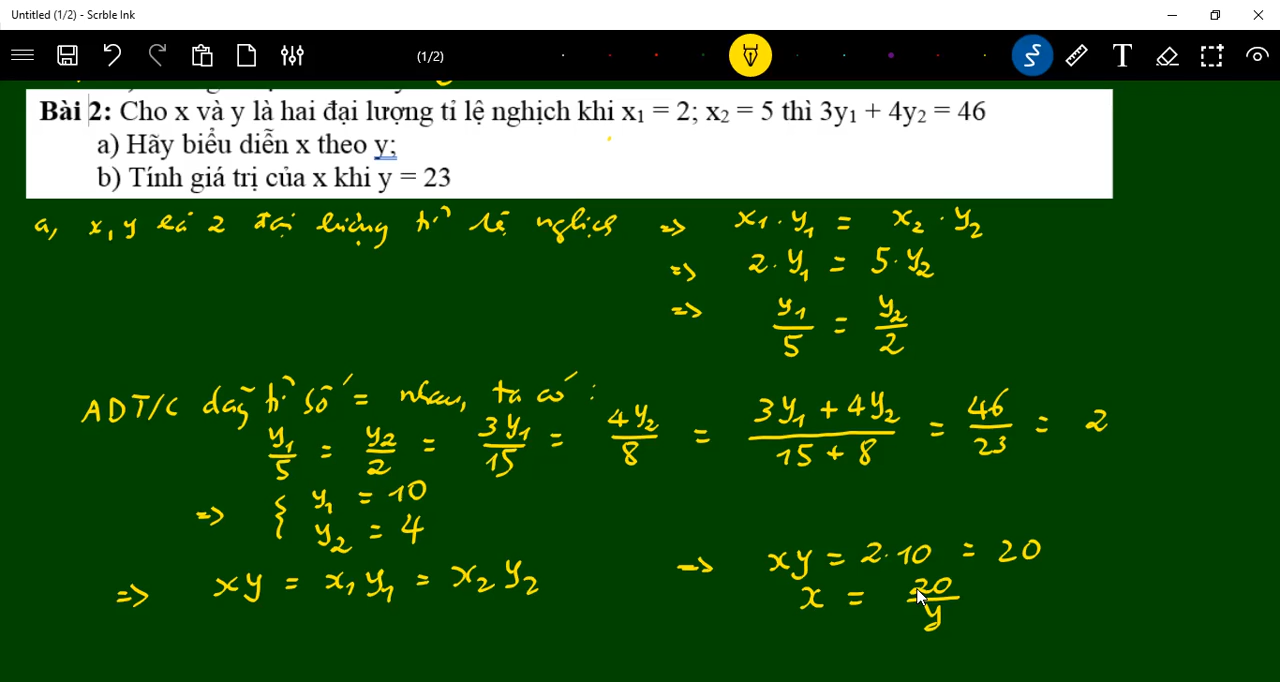 Untitled (1/2) - Scrble Ink
(1/2)
Bài 2: Cho x và y là hai đại lượng tỉ lệ nghịch khi x₁ = 2; x₂ = 5 thì 3y₁ + 4y₂ = 46
a) Hãy biểu diễn x theo y;
b) Tính giá trị của x khi y = 23
a, x, y là 2 đại lượng tỉ lệ nghịch => x₁ . y₁ = x₂ . y₂
=> 2 . y₁ = 5 . y₂
=> y₁/5 = y₂/2
ADT/C dãy tỉ số = nhau, ta có :
y₁/5 = y₂/2 = 3y₁/15 = 4y₂/8 = (3y₁ + 4y₂)/(15 + 8) = 46/23 = 2
=> { y₁ = 10
y₂ = 4
=> xy = x₁y₁ = x₂y₂ => xy = 2 . 10 = 20
x = 20/y